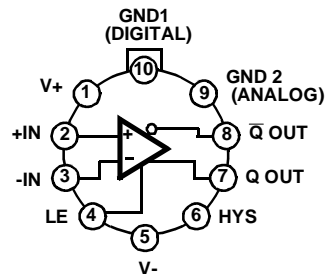 GND1
(DIGITAL)
10
V+
1
9
GND 2
(ANALOG)
+IN
2
+
8
Q̅ OUT
-IN
3
–
7
Q OUT
LE
4
6
HYS
5
V-